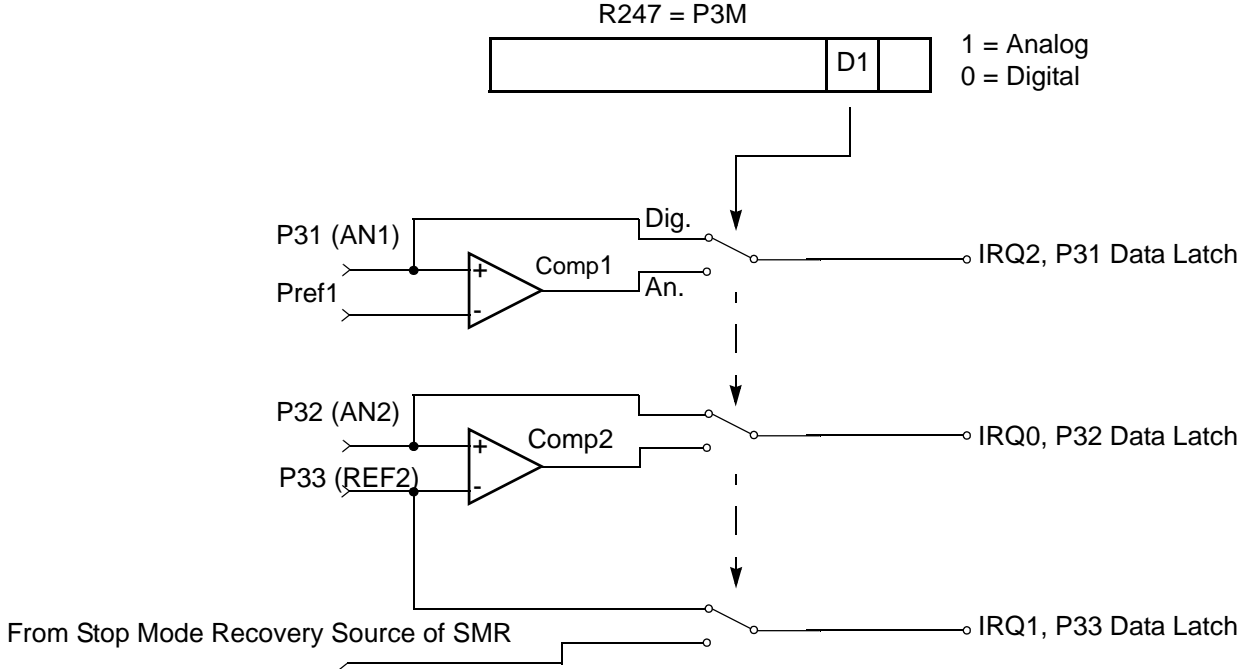 R247 = P3M
D1
1 = Analog
0 = Digital
P31 (AN1)
Pref1
+
-
Comp1
Dig.
An.
IRQ2, P31 Data Latch
P32 (AN2)
P33 (REF2)
+
-
Comp2
IRQ0, P32 Data Latch
From Stop Mode Recovery Source of SMR
IRQ1, P33 Data Latch